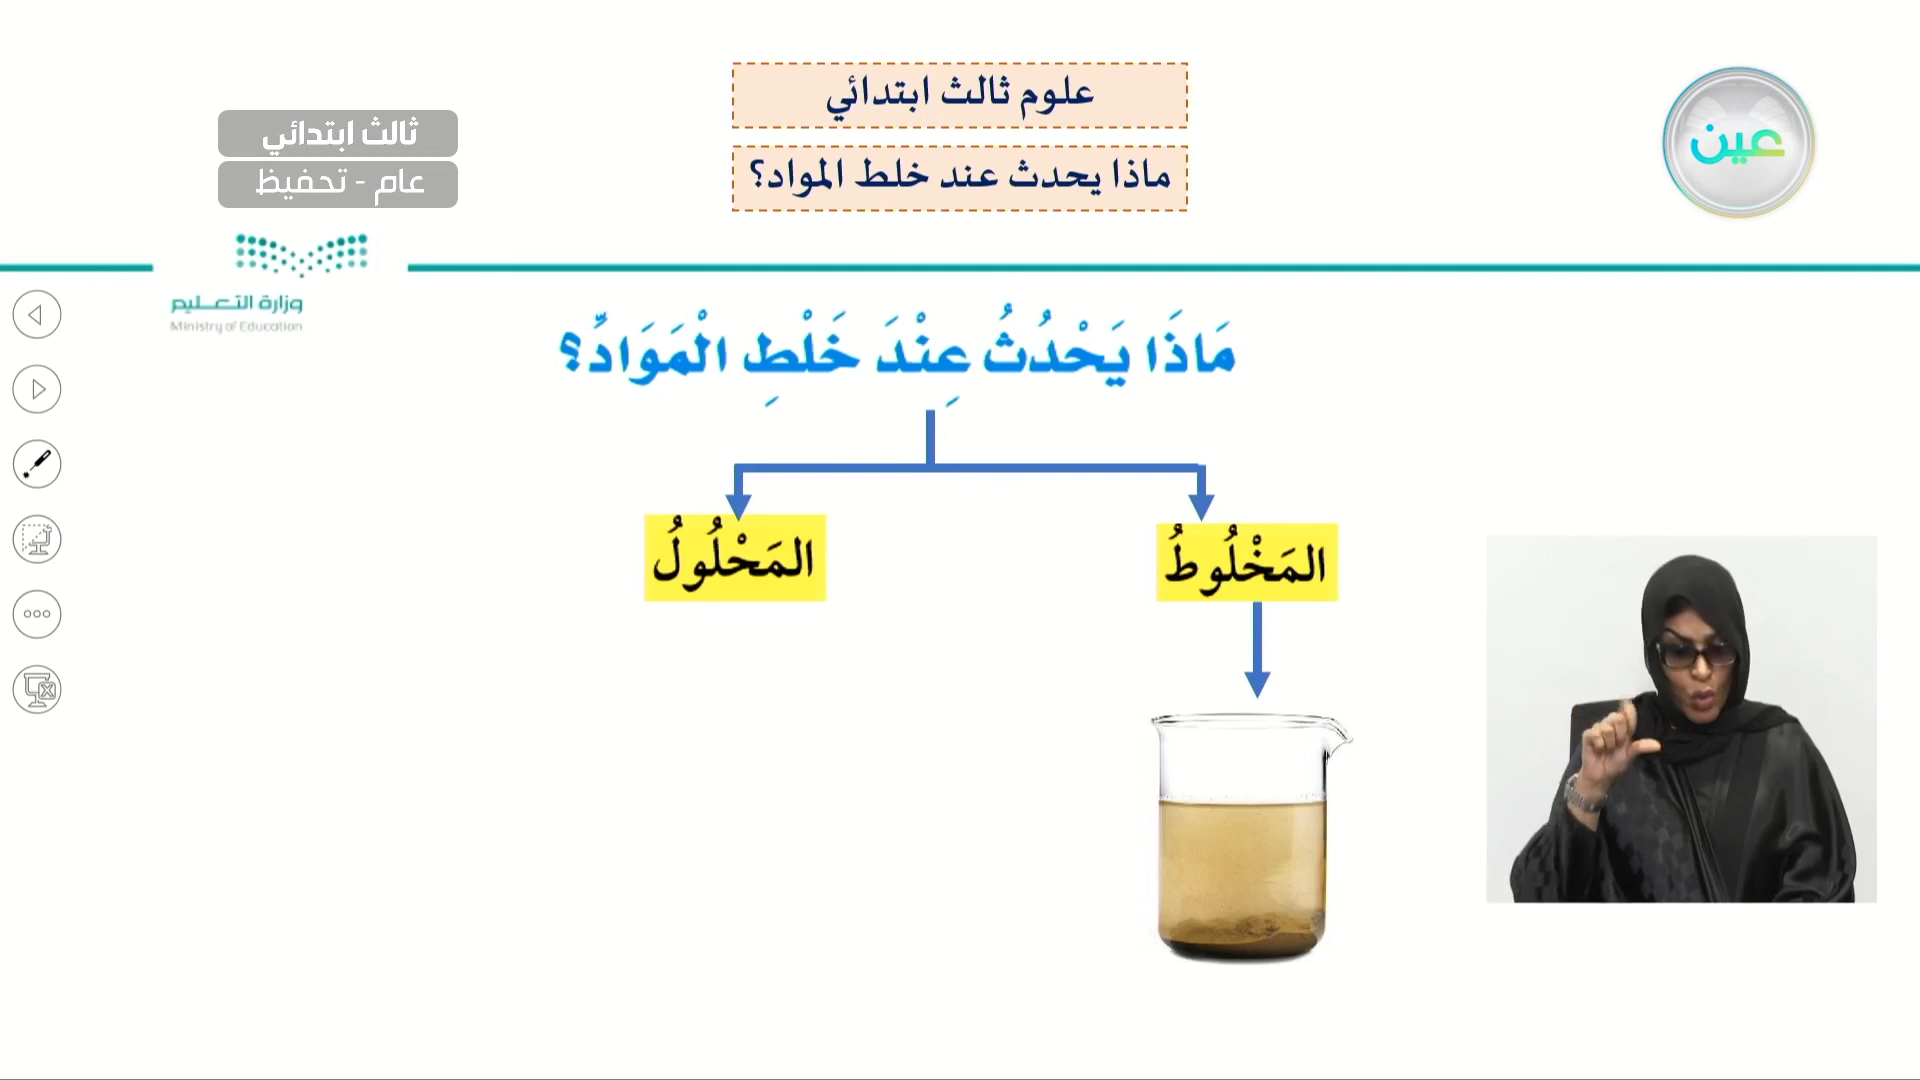 علوم ثالث ابتدائي
ماذا يحدث عند خلط المواد؟
عين
ثالث ابتدائي
عام - تحفيظ
وزارة التعليم
Ministry of Education
مَاذَا يَحْدُثُ عِنْدَ خَلْطِ الْمَوَادِّ؟
المَخْلُوطُ
المَحْلُولُ